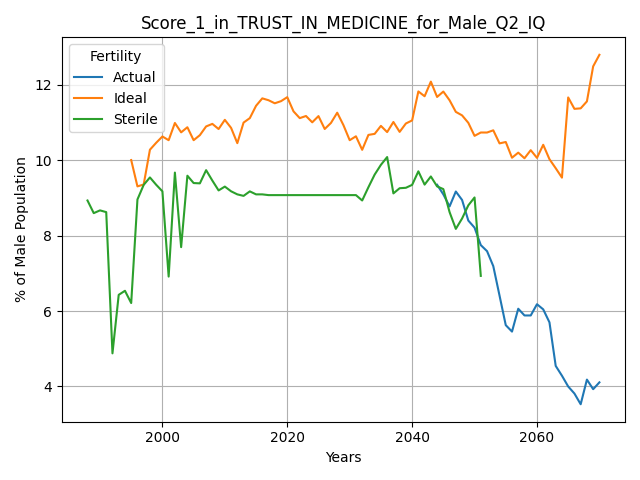 Score_1_in_TRUST_IN_MEDICINE_for_Male_Q2_IQ
Fertility
Actual
Ideal
Sterile
% of Male Population
12
10
8
6
4
2000
2020
2040
2060
Years